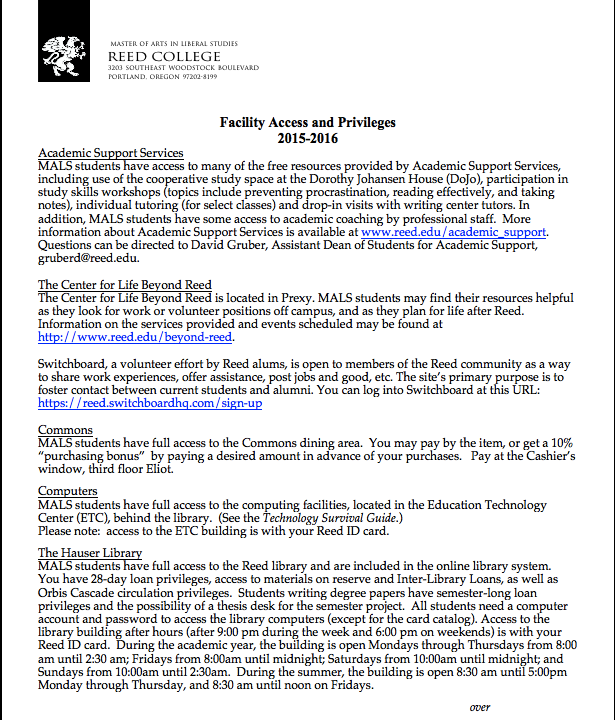 MASTER OF ARTS IN LIBERAL STUDIES
REED COLLEGE
3203 SOUTHEAST WOODSTOCK BOULEVARD
PORTLAND, OREGON 97202-8199
Facility Access and Privileges
2015-2016
Academic Support Services
MALS students have access to many of the free resources provided by Academic Support Services,
including use of the cooperative study space at the Dorothy Johansen House (DoJo), participation in
study skills workshops (topics include preventing procrastination, reading effectively, and taking
notes), individual tutoring (for select classes) and drop-in visits with writing center tutors. In
addition, MALS students have some access to academic coaching by professional staff.  More
information about Academic Support Services is available at www.reed.edu/academic_support.
Questions can be directed to David Gruber, Assistant Dean of Students for Academic Support,
gruberd@reed.edu.
The Center for Life Beyond Reed
The Center for Life Beyond Reed is located in Prexy. MALS students may find their resources helpful
as they look for work or volunteer positions off campus, and as they plan for life after Reed.
Information on the services provided and events scheduled may be found at
http://www.reed.edu/beyond-reed.
Switchboard, a volunteer effort by Reed alums, is open to members of the Reed community as a way
to share work experiences, offer assistance, post jobs and good, etc. The site's primary purpose is to
foster contact between current students and alumni. You can log into Switchboard at this URL:
https://reed.switchboardhq.com/sign-up
Commons
MALS students have full access to the Commons dining area.  You may pay by the item, or get a 10%
"purchasing bonus"  by paying a desired amount in advance of your purchases.   Pay at the Cashier's
window, third floor Eliot.
Computers
MALS students have full access to the computing facilities, located in the Education Technology
Center (ETC), behind the library.  (See the Technology Survival Guide.)
Please note:  access to the ETC building is with your Reed ID card.
The Hauser Library
MALS students have full access to the Reed library and are included in the online library system.
You have 28-day loan privileges, access to materials on reserve and Inter-Library Loans, as well as
Orbis Cascade circulation privileges.  Students writing degree papers have semester-long loan
privileges and the possibility of a thesis desk for the semester project.  All students need a computer
account and password to access the library computers (except for the card catalog). Access to the
library building after hours (after 9:00 pm during the week and 6:00 pm on weekends) is with your
Reed ID card.  During the academic year, the building is open Mondays through Thursdays from 8:00
am until 2:30 am; Fridays from 8:00am until midnight; Saturdays from 10:00am until midnight; and
Sundays from 10:00am until 2:30am.  During the summer, the building is open 8:30 am until 5:00pm
Monday through Thursday, and 8:30 am until noon on Fridays.
over